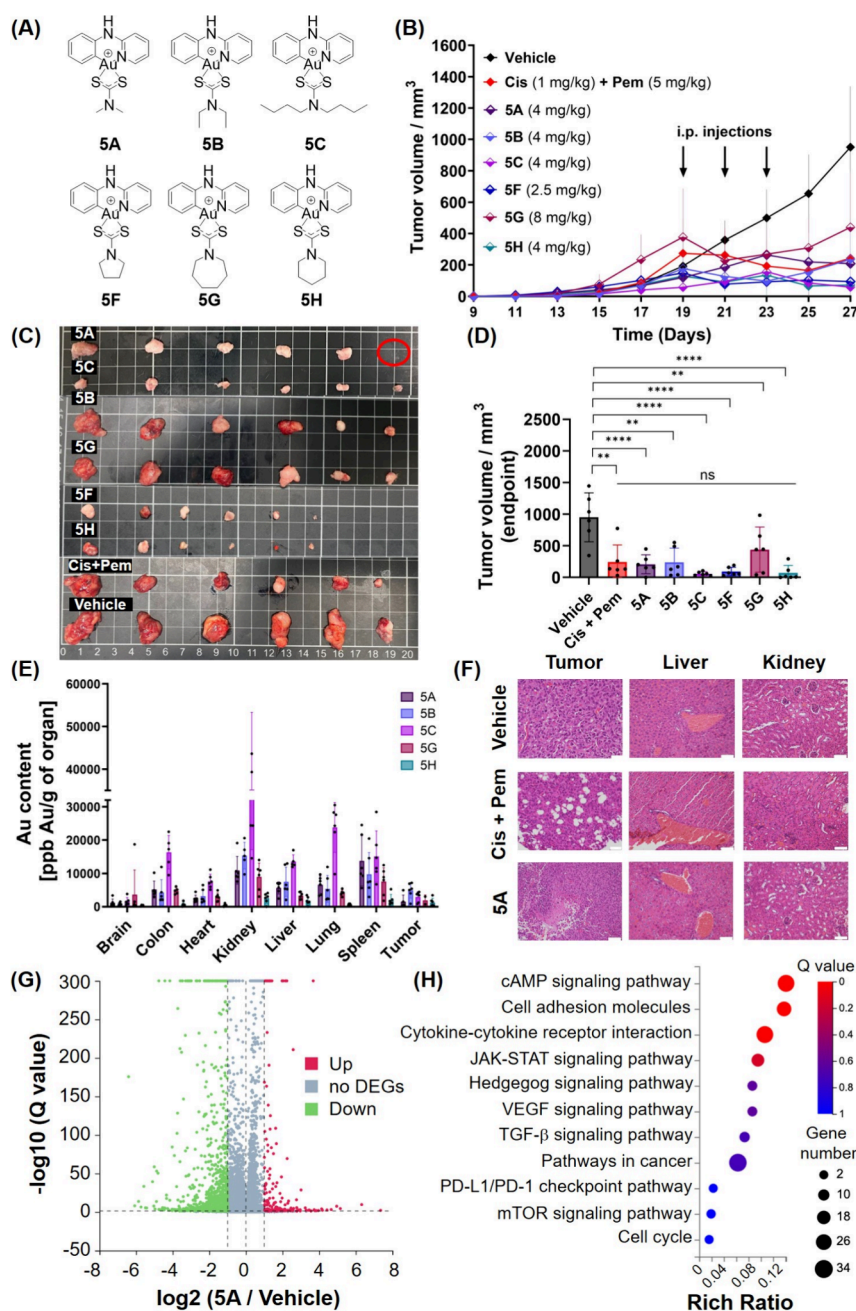 (A)
H
N
N
Au
+
S
S
N
5A
H
N
N
Au
+
S
S
N
5B
H
N
N
Au
+
S
S
N
5C
H
N
N
Au
+
S
S
N
5F
H
N
N
Au
+
S
S
N
5G
H
N
N
Au
+
S
S
N
5H
(B)
Tumor volume / mm3
1600
1400
1200
1000
800
600
400
200
0
Vehicle
Cis (1 mg/kg) + Pem (5 mg/kg)
5A (4 mg/kg)
5B (4 mg/kg)
5C (4 mg/kg)
5F (2.5 mg/kg)
5G (8 mg/kg)
5H (4 mg/kg)
i.p. injections
9 11 13 15 17 19 21 23 25 27
Time (Days)
(C)
5A
5C
5B
5G
5F
5H
Cis+Pem
Vehicle
0 1 2 3 4 5 6 7 8 9 10 11 12 13 14 15 16 17 18 19 20
(D)
Tumor volume / mm3
(endpoint)
2500
2000
1500
1000
500
0
****
**
****
****
**
****
**
ns
Vehicle
Cis + Pem
5A
5B
5C
5F
5G
5H
(E)
Au content
[ppb Au/g of organ]
60000
50000
40000
30000
20000
10000
0
5A
5B
5C
5G
5H
Brain
Colon
Heart
Kidney
Liver
Lung
Spleen
Tumor
(F)
Tumor Liver Kidney
Vehicle
Cis + Pem
5A
(G)
-log10 (Q value)
300
250
200
150
100
50
0
-50
Up
no DEGs
Down
-8 -6 -4 -2 0 2 4 6 8
log2 (5A / Vehicle)
(H)
cAMP signaling pathway
Cell adhesion molecules
Cytokine-cytokine receptor interaction
JAK-STAT signaling pathway
Hedgegog signaling pathway
VEGF signaling pathway
TGF-β signaling pathway
Pathways in cancer
PD-L1/PD-1 checkpoint pathway
mTOR signaling pathway
Cell cycle
0 0.04 0.08 0.12
Rich Ratio
Q value
0
0.2
0.4
0.6
0.8
1
Gene
number
2
10
18
26
34